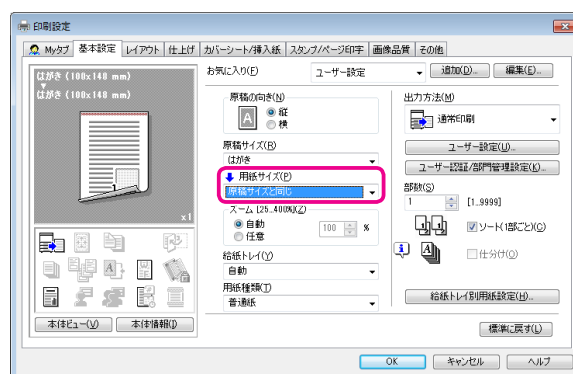 印刷設定
Myタブ 基本設定 レイアウト 仕上げ カバーシート/挿入紙 スタンプ/ページ印字 画像品質 その他
はがき (100x148 mm)
はがき (100x148 mm)
x1
本体ビュー(V) 本体情報(I)
お気に入り(F) ユーザー設定 追加(D)... 編集(E)...
原稿の向き(N)
A
縦
横
原稿サイズ(R)
はがき
用紙サイズ(P)
原稿サイズと同じ
ズーム [25..400%](Z)
自動
任意
100 %
給紙トレイ(Y)
自動
用紙種類(T)
普通紙
出力方法(M)
通常印刷
ユーザー設定(U)...
ユーザー認証/部門管理設定(K)...
部数(S)
1 [1..9999]
ソート(1部ごと)(C)
仕分け(O)
給紙トレイ別用紙設定(H)...
標準に戻す(L)
OK キャンセル ヘルプ